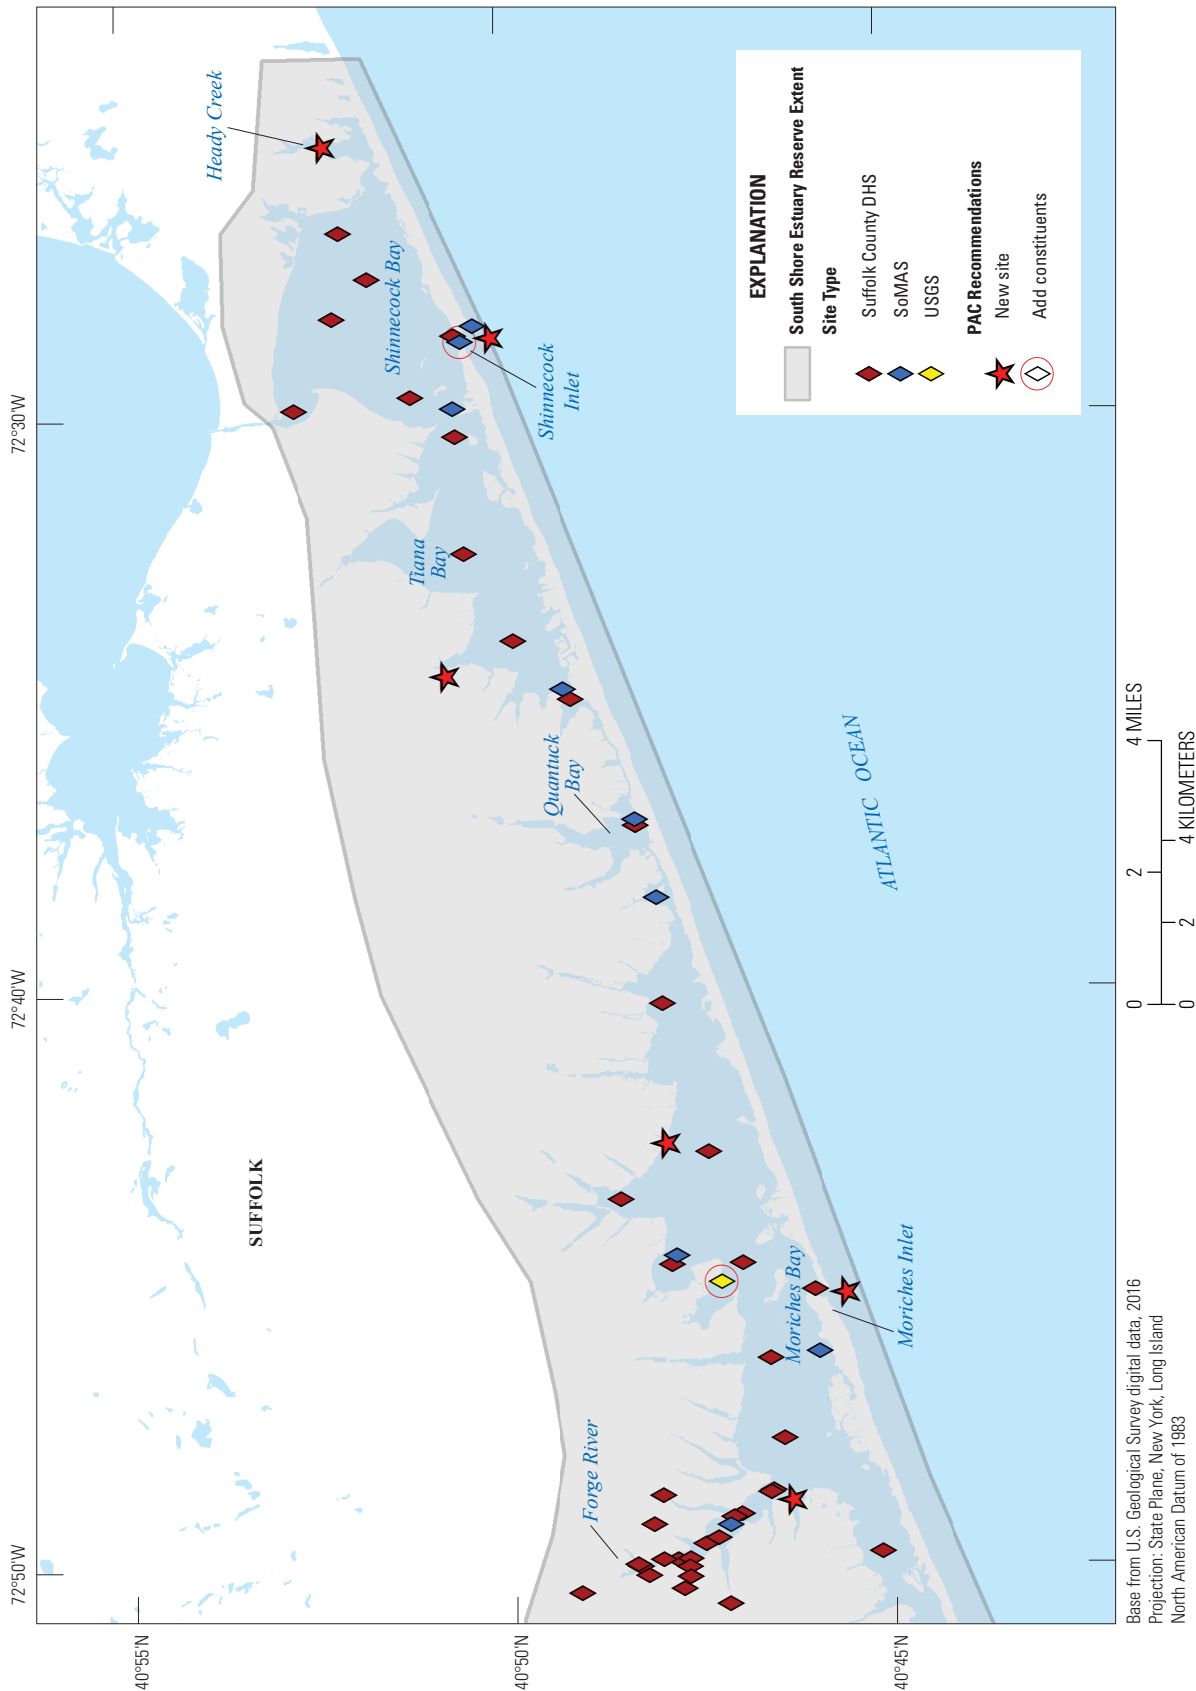 72°50'W
72°40'W
72°30'W
40°55'N
40°50'N
40°45'N
SUFFOLK
Heady Creek
Shinnecock Bay
Shinnecock
Inlet
Tiana
Bay
Quantuck
Bay
Forge River
Moriches Bay
Moriches Inlet
ATLANTIC OCEAN
EXPLANATION
South Shore Estuary Reserve Extent
Site Type
Suffolk County DHS
SoMAS
USGS
PAC Recommendations
New site
Add constituents
Base from U.S. Geological Survey digital data, 2016
Projection: State Plane, New York, Long Island
North American Datum of 1983
0 2 4 MILES
0 2 4 KILOMETERS